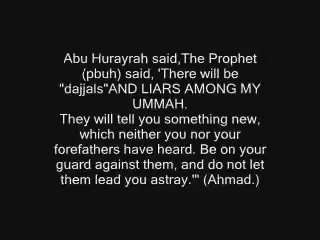 Abu Hurayrah said,The Prophet
(pbuh) said, 'There will be
"dajjals"AND LIARS AMONG MY
UMMAH.
They will tell you something new,
which neither you nor your
forefathers have heard. Be on your
guard against them, and do not let
them lead you astray.'" (Ahmad.)